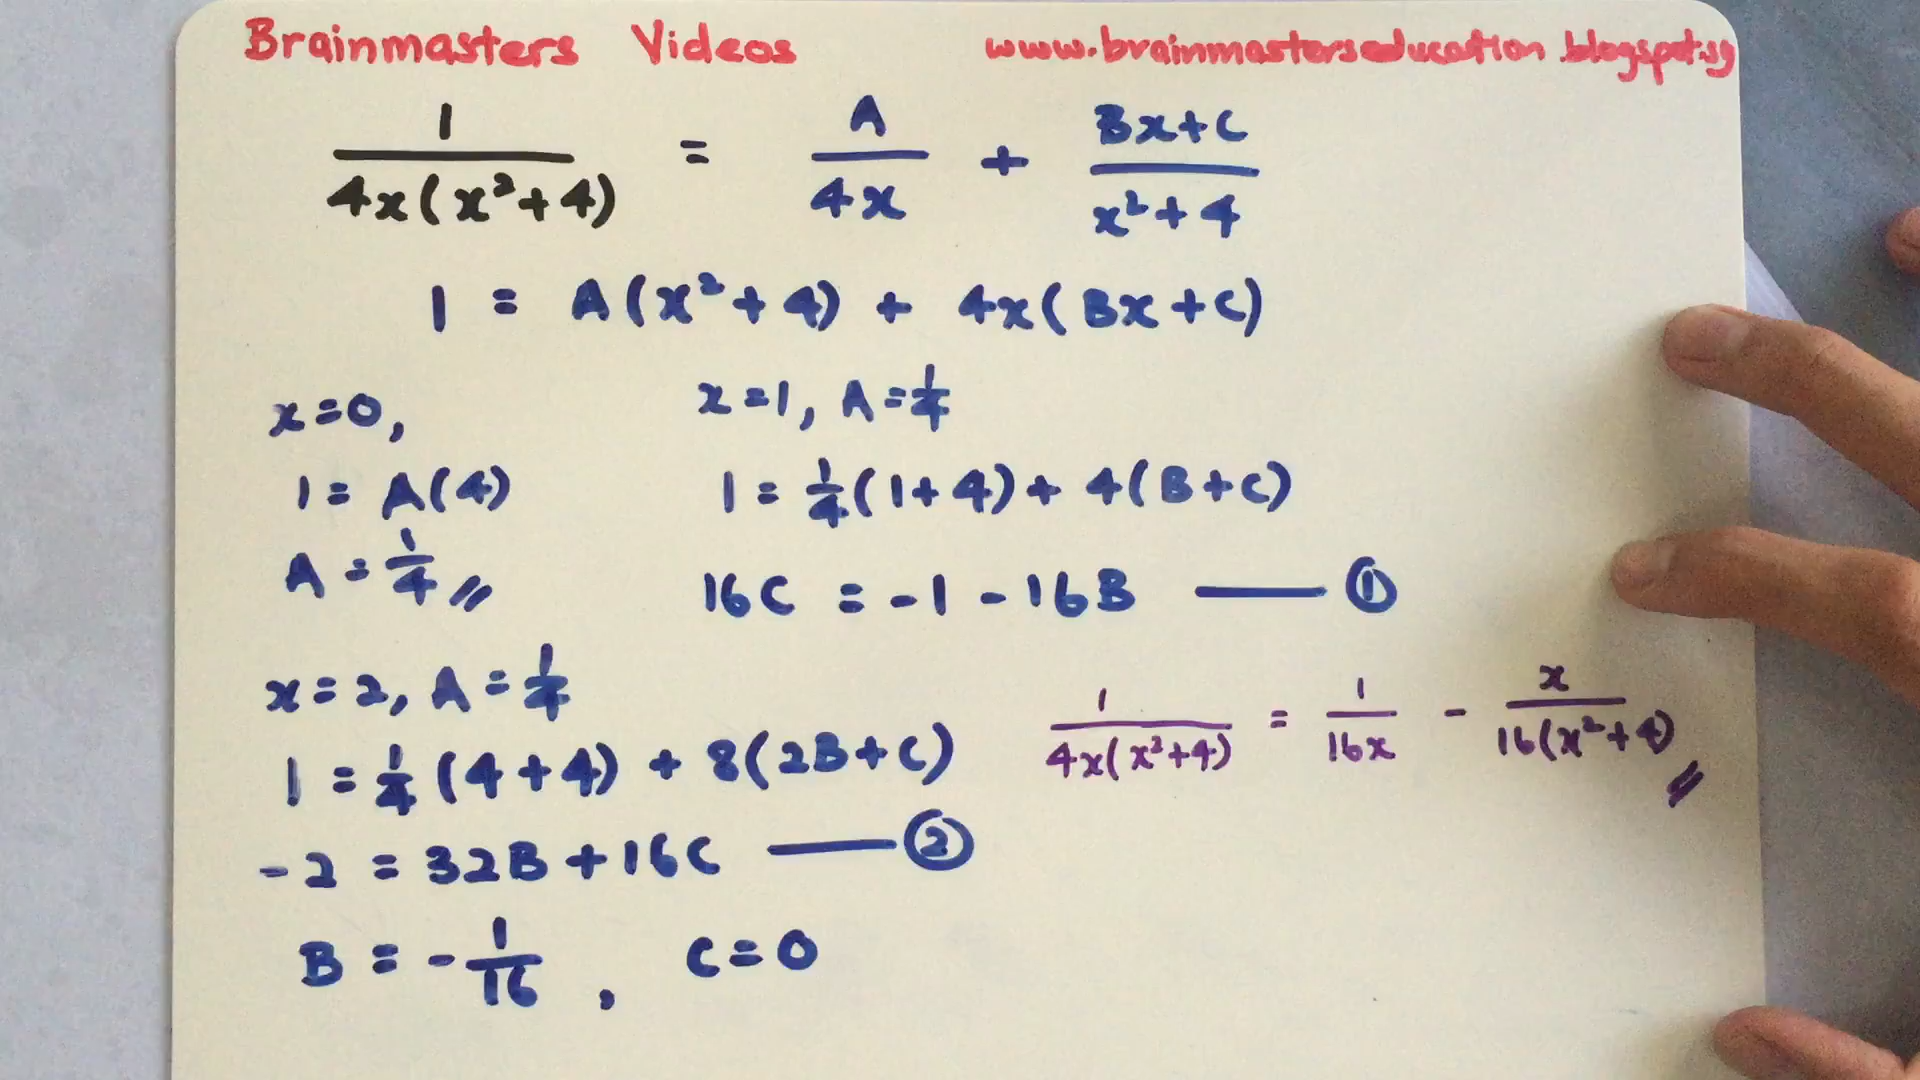 Brainmasters Videos www.brainmasterseducation.blogspot.sg
1/(4x(x²+4)) = A/(4x) + (Bx+C)/(x²+4)
1 = A(x²+4) + 4x(Bx+C)
x=0,
1 = A(4)
A = 1/4 //
x=1, A=1/4
1 = 1/4(1+4) + 4(B+C)
16C = -1 - 16B —— ①
x=2, A=1/4
1 = 1/4(4+4) + 8(2B+C)
-2 = 32B+16C —— ②
B = -1/16 , C=0
1/(4x(x²+4)) = 1/(16x) - x/(16(x²+4)) //